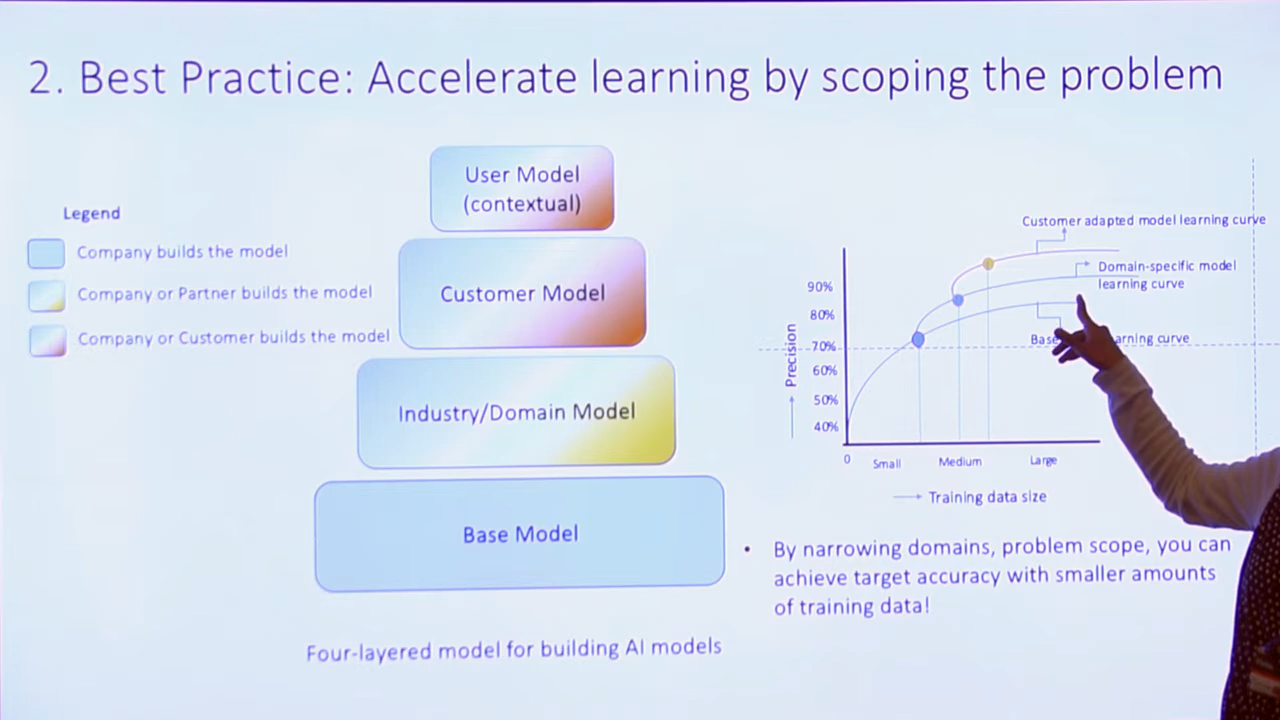 2. Best Practice: Accelerate learning by scoping the problem
Legend
Company builds the model
Company or Partner builds the model
Company or Customer builds the model
User Model
(contextual)
Customer Model
Industry/Domain Model
Base Model
Four-layered model for building AI models
Customer adapted model learning curve
Domain-specific model
learning curve
Base arning curve
90%
80%
70%
60%
50%
40%
Precision
0
Small
Medium
Large
Training data size
• By narrowing domains, problem scope, you can
achieve target accuracy with smaller amounts
of training data!